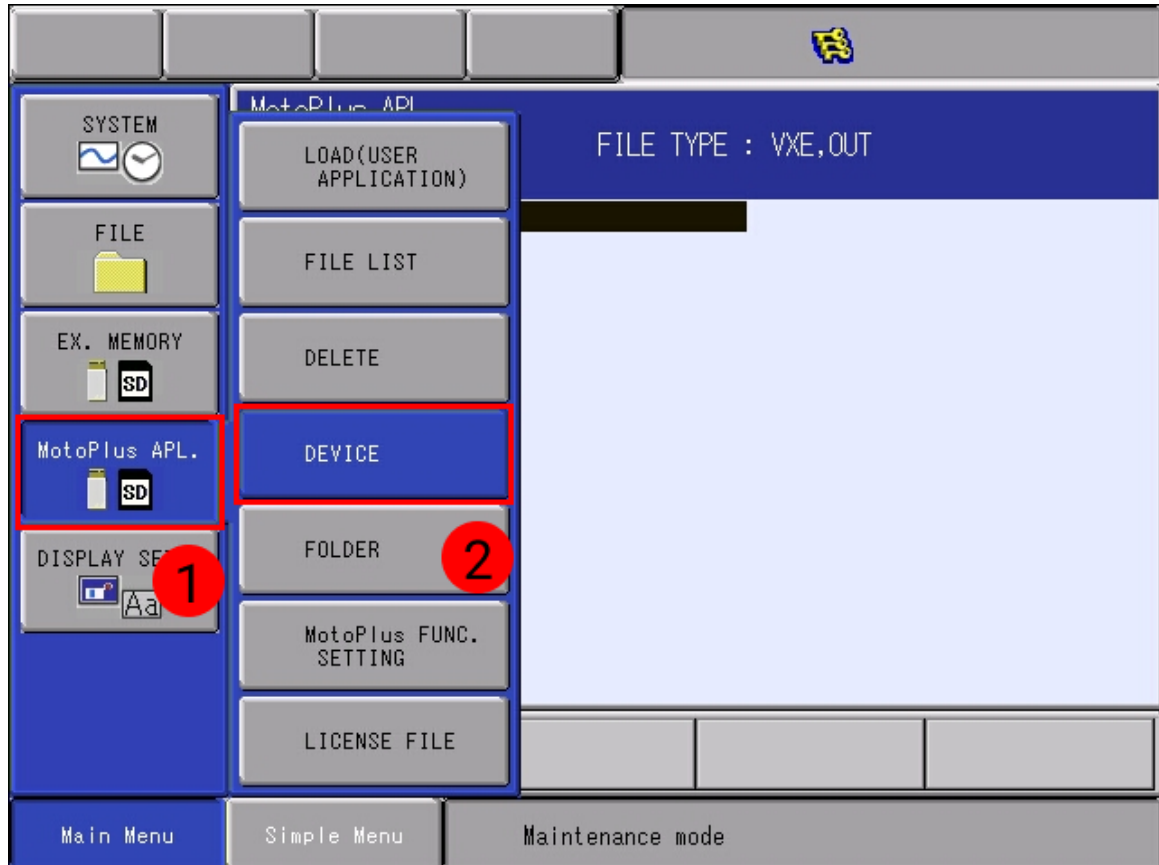 SYSTEM
FILE
EX. MEMORY
SD
MotoPlus APL.
SD
DISPLAY
Aa
1
MotoPlus APL
FILE TYPE : VXE,OUT
LOAD(USER
APPLICATION)
FILE LIST
DELETE
DEVICE
FOLDER
2
MotoPlus FUNC.
SETTING
LICENSE FILE
Main Menu
Simple Menu
Maintenance mode